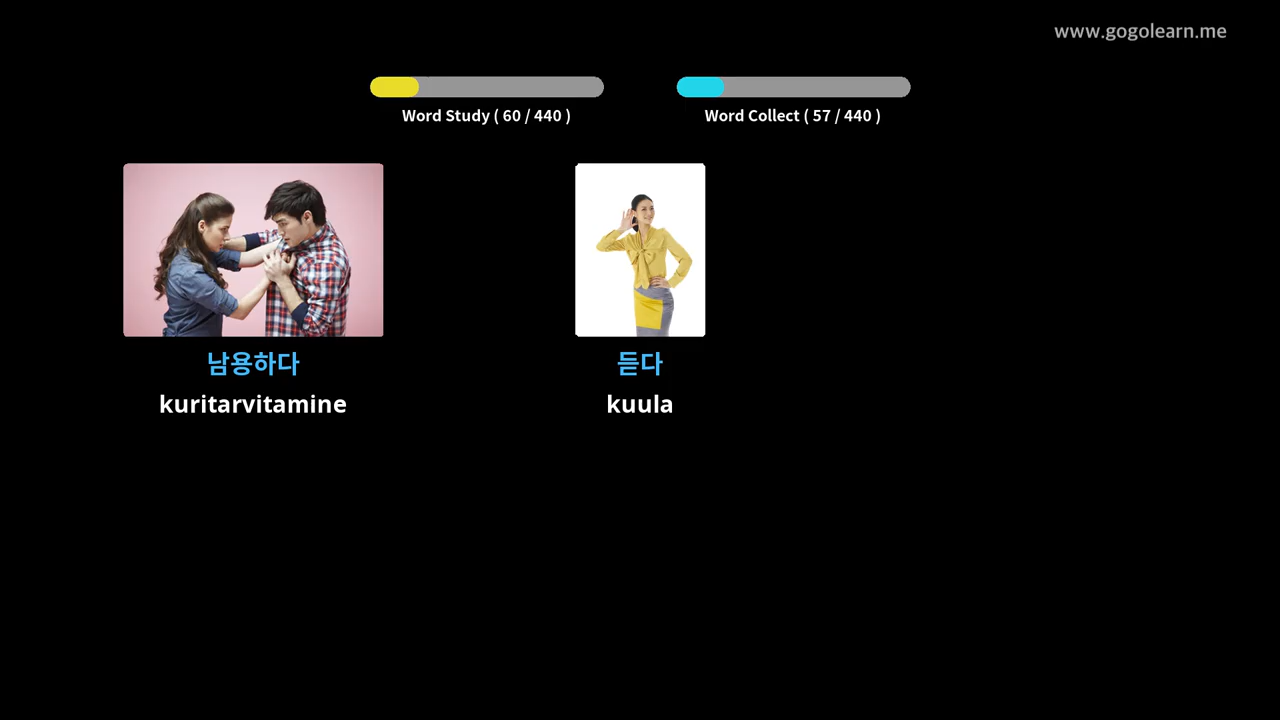 www.gogolearn.me
Word Study ( 60 / 440 )
Word Collect ( 57 / 440 )
남용하다
kuritarvitamine
듣다
kuula